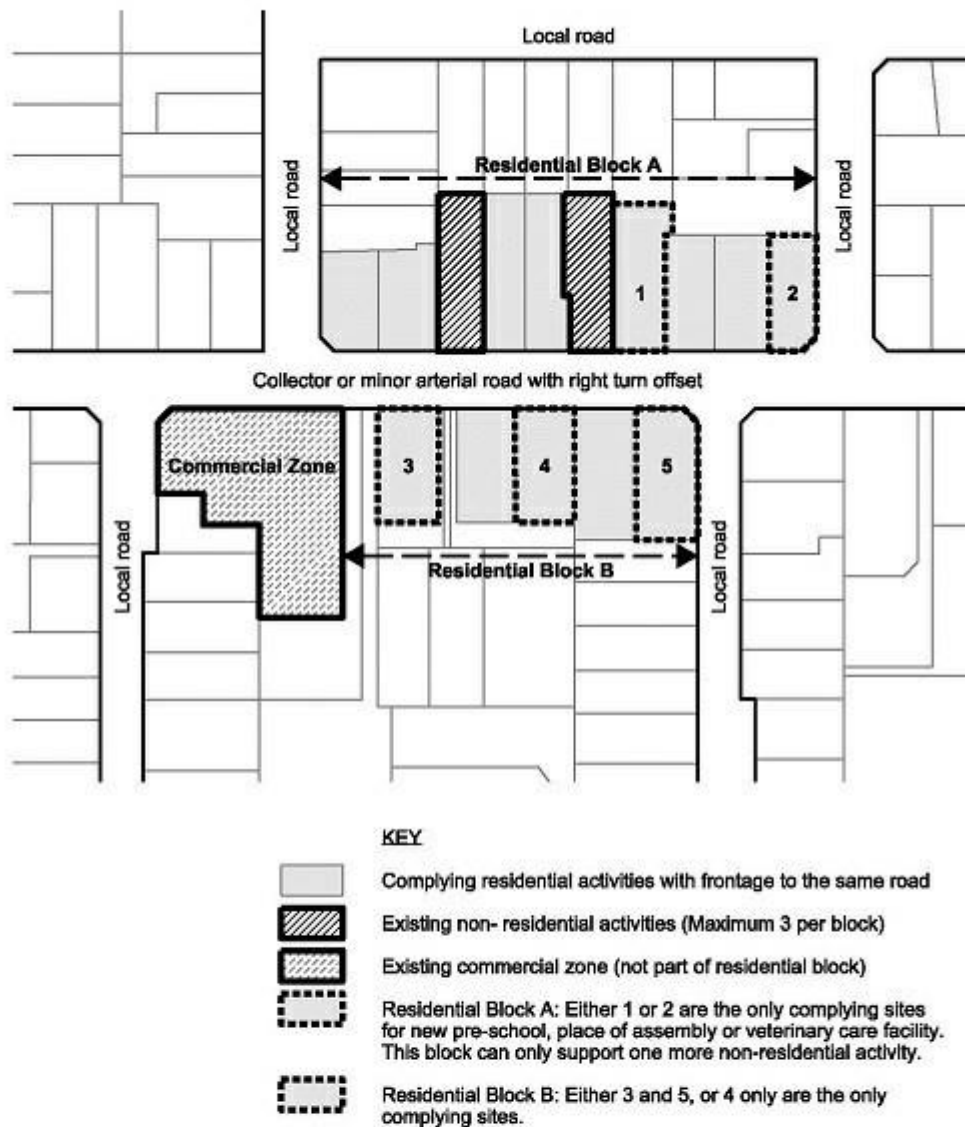 Local road
Residential Block A
Local road
Local road
1
2
Collector or minor arterial road with right turn offset
Commercial Zone
3
4
5
Local road
Residential Block B
Local road
KEY
Complying residential activities with frontage to the same road
Existing non- residential activities (Maximum 3 per block)
Existing commercial zone (not part of residential block)
Residential Block A: Either 1 or 2 are the only complying sites
for new pre-school, place of assembly or veterinary care facility.
This block can only support one more non-residential activity.
Residential Block B: Either 3 and 5, or 4 only are the only
complying sites.